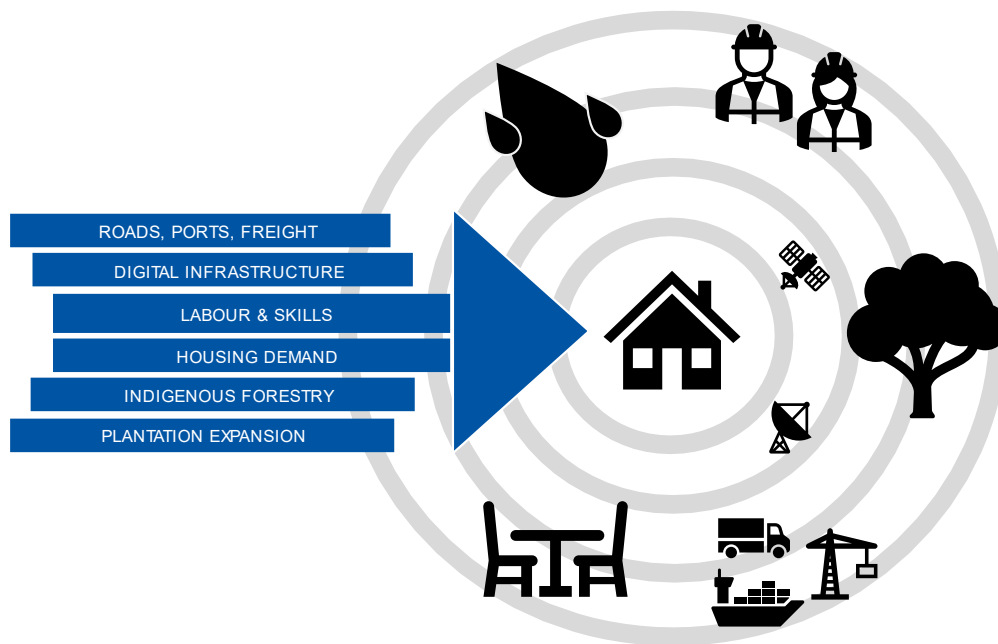 ROADS, PORTS, FREIGHT
DIGITAL INFRASTRUCTURE
LABOUR & SKILLS
HOUSING DEMAND
INDIGENOUS FORESTRY
PLANTATION EXPANSION